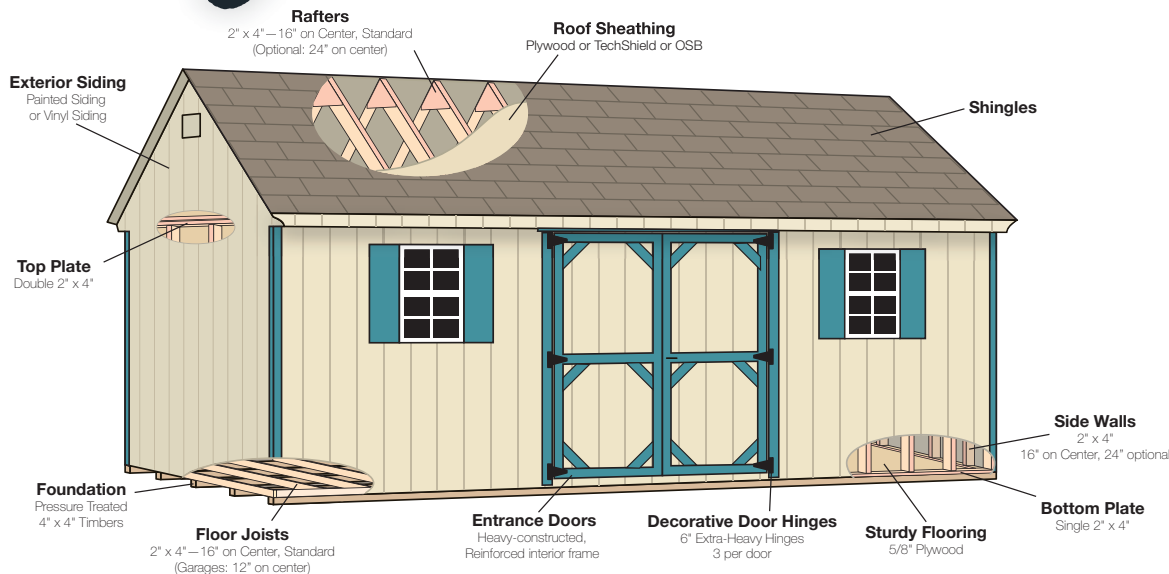 Rafters
2" x 4"—16" on Center, Standard
(Optional: 24" on center)
Roof Sheathing
Plywood or TechShield or OSB
Exterior Siding
Painted Siding
or Vinyl Siding
Shingles
Top Plate
Double 2" x 4"
Side Walls
2" x 4"
16" on Center, 24" optional
Foundation
Pressure Treated
4" x 4" Timbers
Floor Joists
2" x 4"—16" on Center, Standard
(Garages: 12" on center)
Entrance Doors
Heavy-constructed,
Reinforced interior frame
Decorative Door Hinges
6" Extra-Heavy Hinges
3 per door
Sturdy Flooring
5/8" Plywood
Bottom Plate
Single 2" x 4"